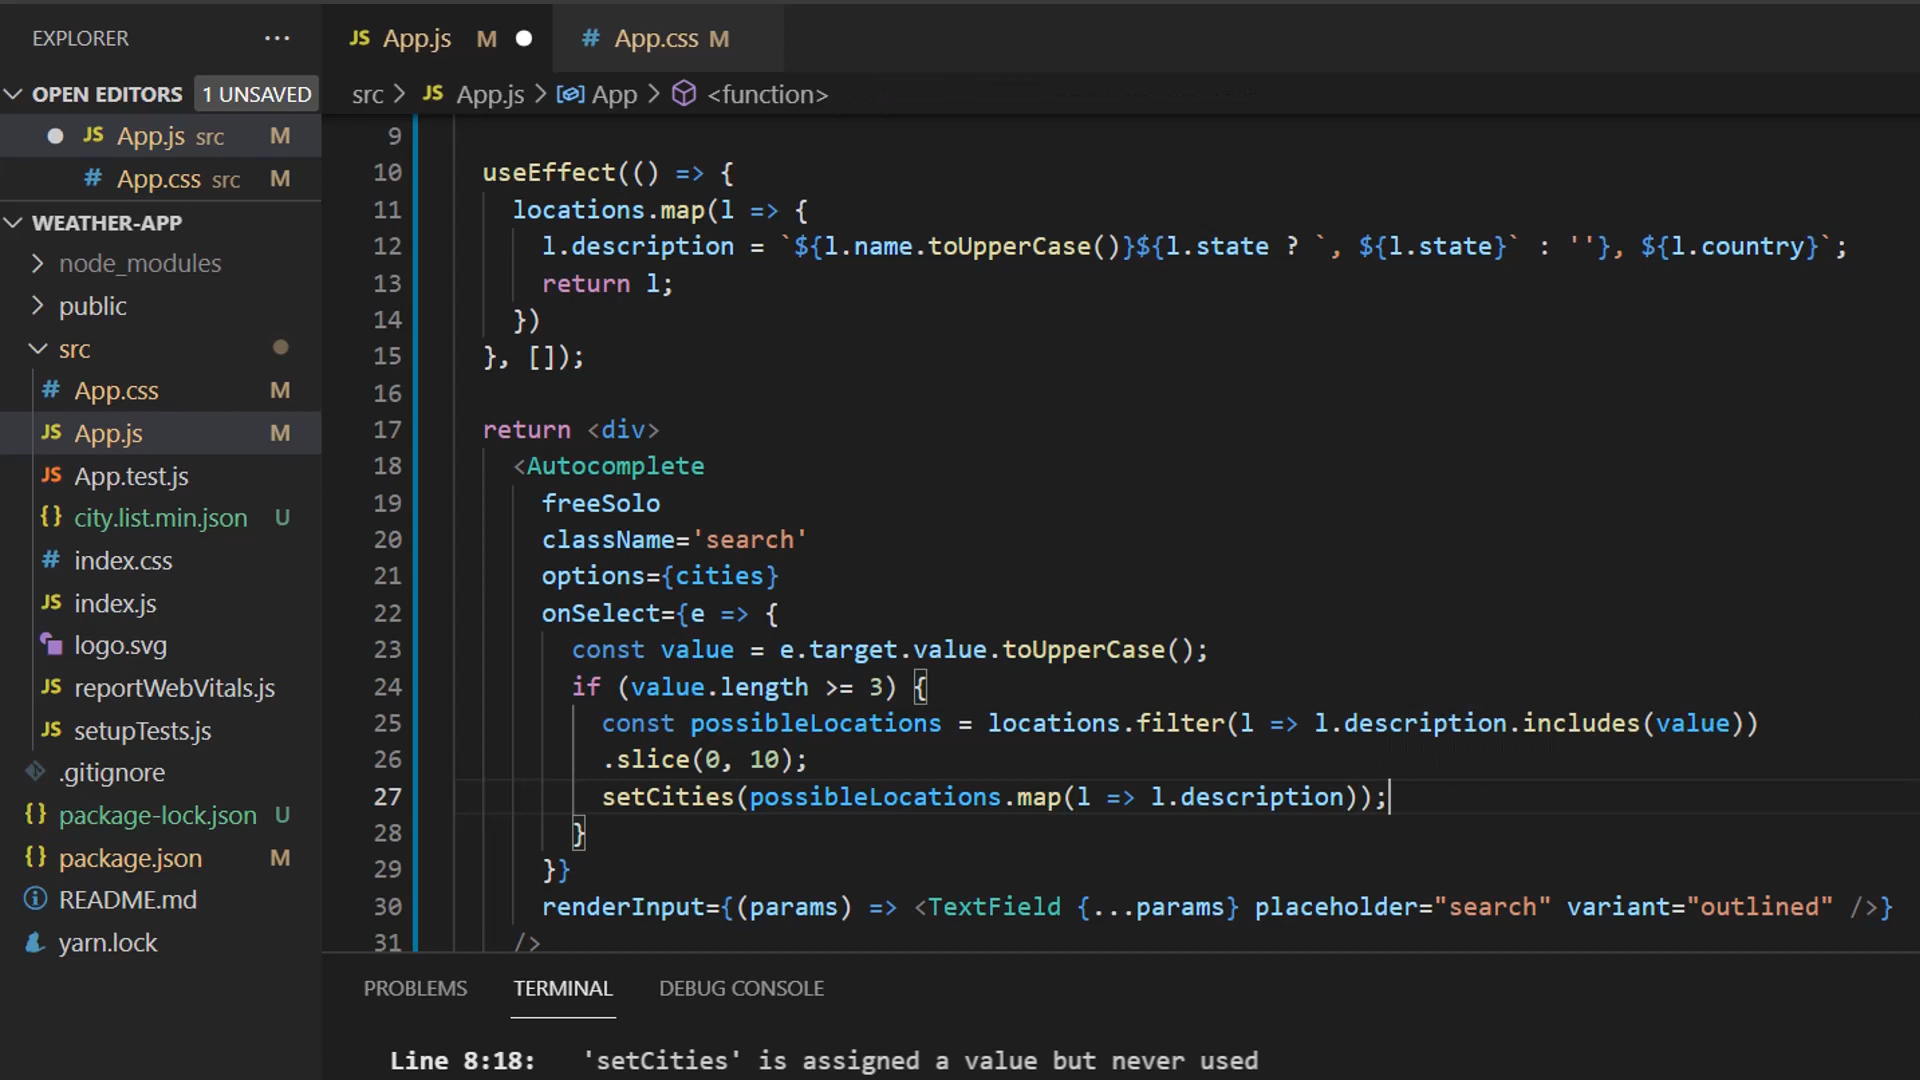 EXPLORER
OPEN EDITORS 1 UNSAVED
JS App.js src M
# App.css src M
WEATHER-APP
node_modules
public
src
# App.css M
JS App.js M
JS App.test.js
{} city.list.min.json U
# index.css
JS index.js
logo.svg
JS reportWebVitals.js
JS setupTests.js
.gitignore
{} package-lock.json U
{} package.json M
README.md
yarn.lock
JS App.js M
# App.css M
src > JS App.js > App > <function>
9
10 useEffect(() => {
11 locations.map(l => {
12 l.description = `${l.name.toUpperCase()}${l.state ? `, ${l.state}` : ''}, ${l.country}`;
13 return l;
14 })
15 }, []);
16
17 return <div>
18 <Autocomplete
19 freeSolo
20 className='search'
21 options={cities}
22 onSelect={e => {
23 const value = e.target.value.toUpperCase();
24 if (value.length >= 3) {
25 const possibleLocations = locations.filter(l => l.description.includes(value))
26 .slice(0, 10);
27 setCities(possibleLocations.map(l => l.description));
28 }
29 }}
30 renderInput={(params) => <TextField {...params} placeholder="search" variant="outlined" />}
31 />
PROBLEMS TERMINAL DEBUG CONSOLE
Line 8:18: 'setCities' is assigned a value but never used